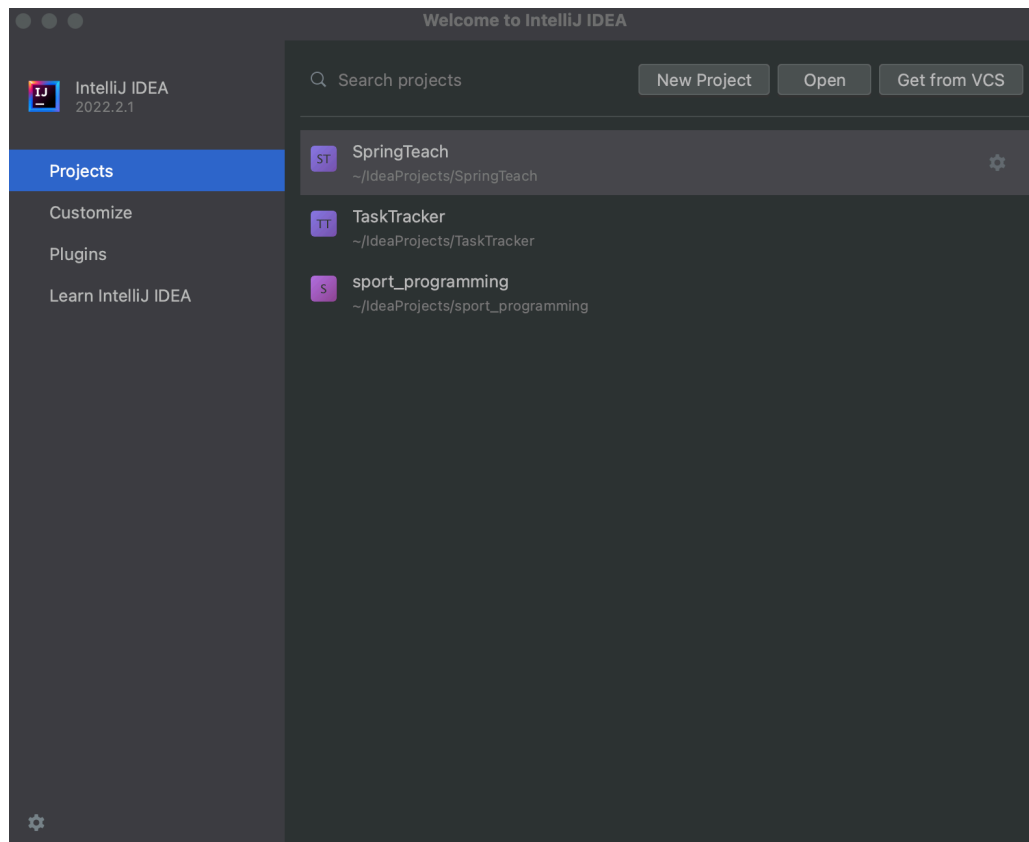 Welcome to IntelliJ IDEA
IJ
IntelliJ IDEA
2022.2.1
Projects
Customize
Plugins
Learn IntelliJ IDEA
Search projects
New Project
Open
Get from VCS
ST
SpringTeach
~/IdeaProjects/SpringTeach
TT
TaskTracker
~/IdeaProjects/TaskTracker
S
sport_programming
~/IdeaProjects/sport_programming